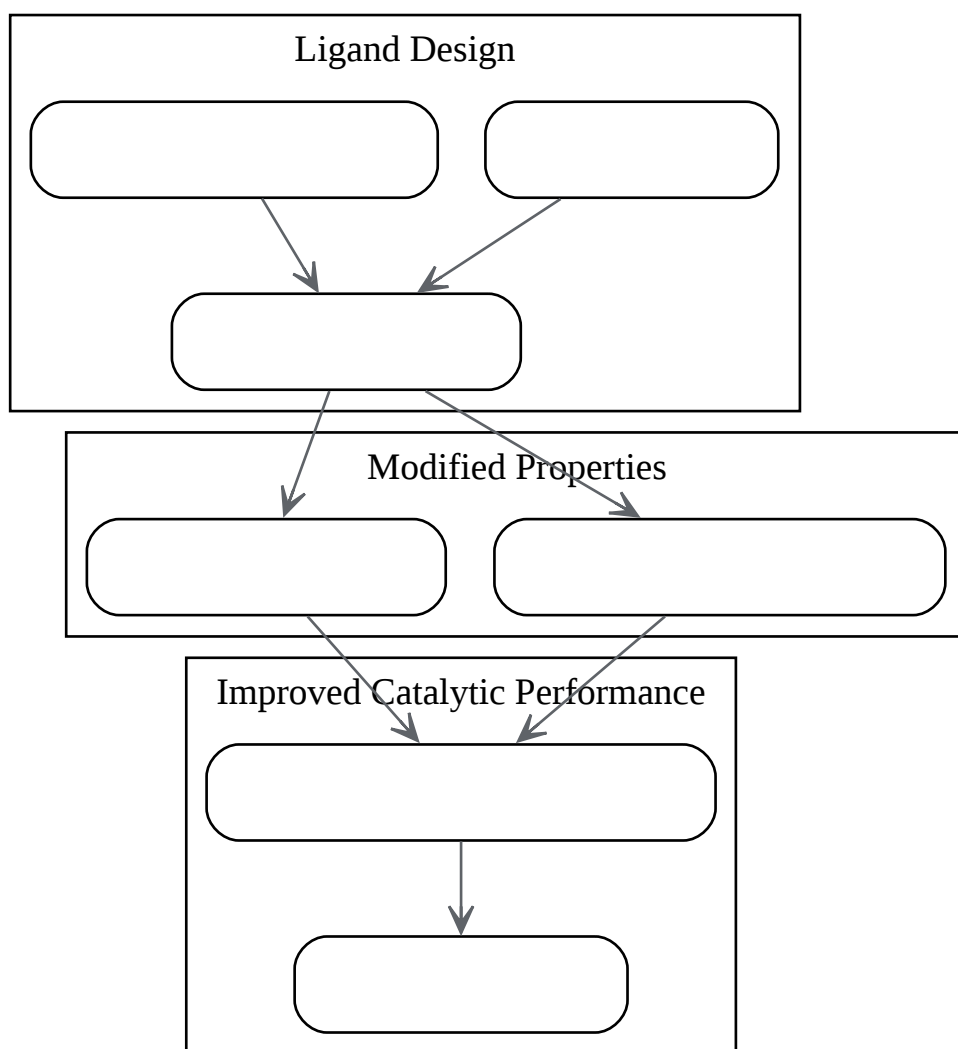 Ligand Design
Modified Properties
Improved Catalytic Performance